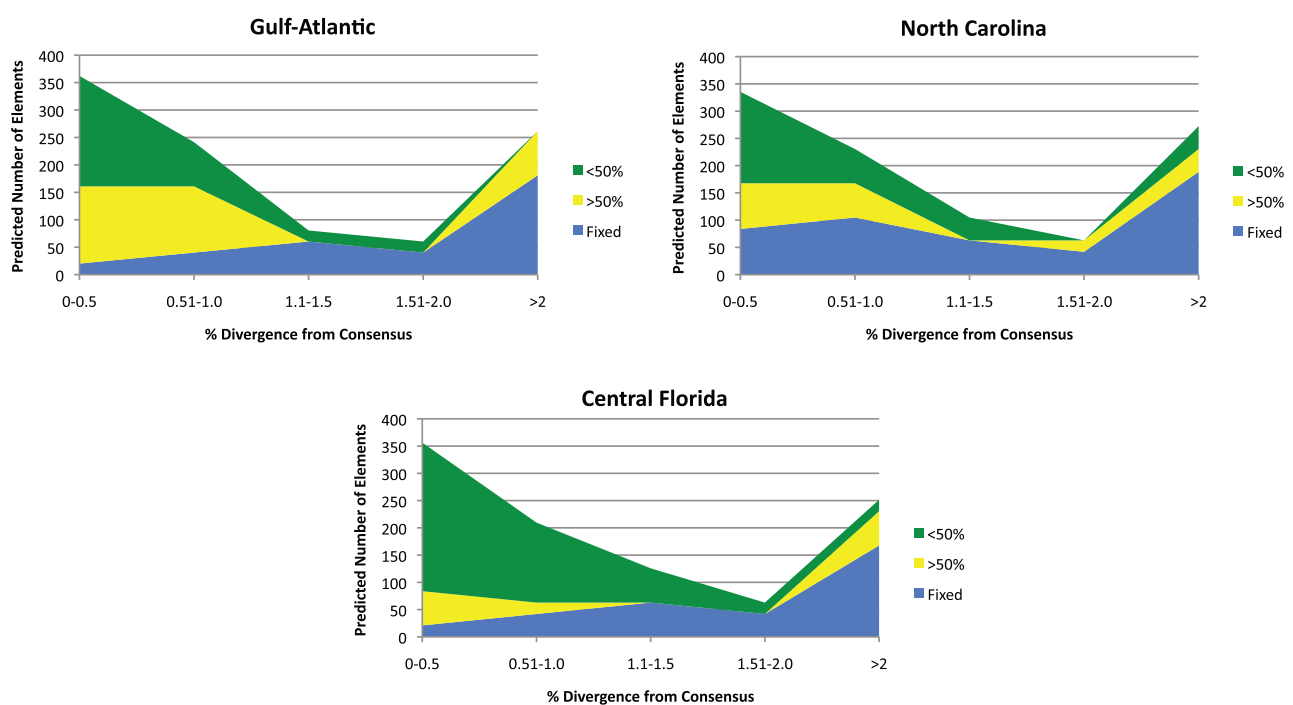 Gulf-Atlantic
Predicted Number of Elements
400
350
300
250
200
150
100
50
0
0-0.5 0.51-1.0 1.1-1.5 1.51-2.0 >2
% Divergence from Consensus
<50%
>50%
Fixed
North Carolina
Predicted Number of Elements
400
350
300
250
200
150
100
50
0
0-0.5 0.51-1.0 1.1-1.5 1.51-2.0 >2
% Divergence from Consensus
<50%
>50%
Fixed
Central Florida
Predicted Number of Elements
400
350
300
250
200
150
100
50
0
0-0.5 0.51-1.0 1.1-1.5 1.51-2.0 >2
% Divergence from Consensus
<50%
>50%
Fixed